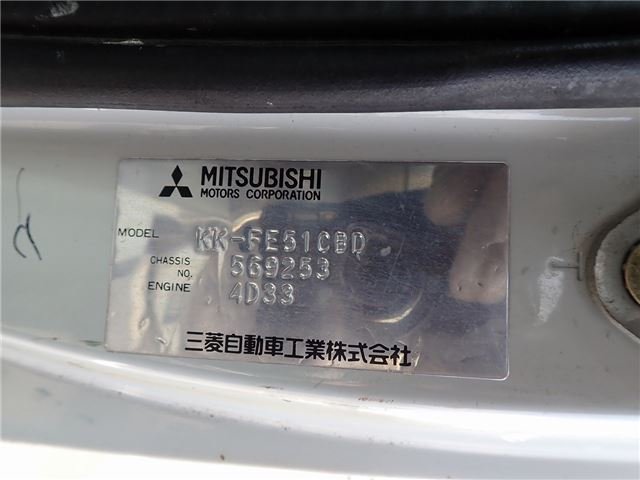 MITSUBISHI
MOTORS CORPORATION
MODEL KK-FE51CBD
CHASSIS NO. 569253
ENGINE 4D33
三菱自動車工業株式会社